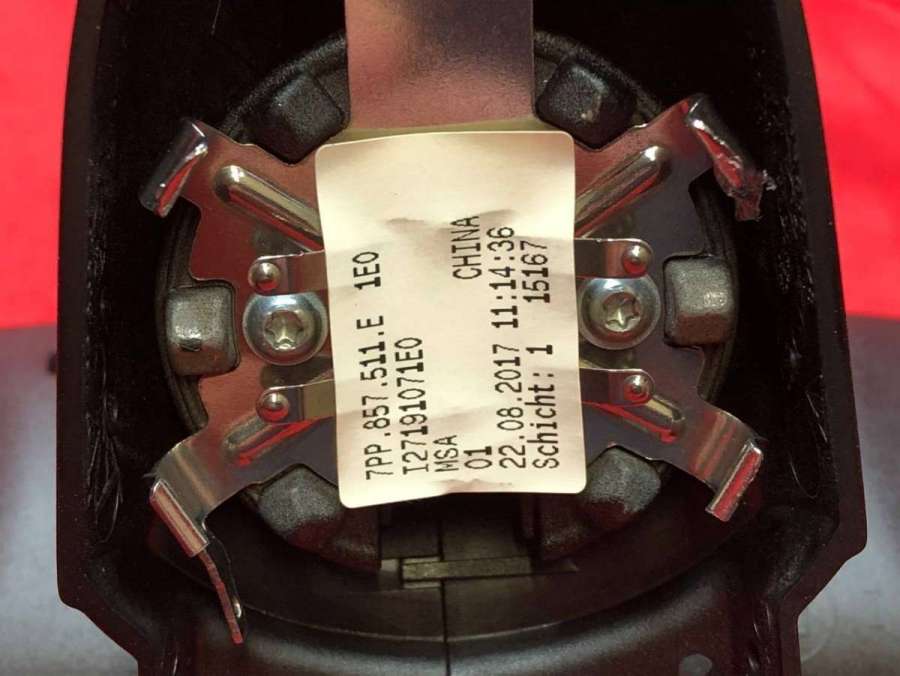 7PP.857.511.E 1E0
I27191071E0
MSA CHINA
01
22.08.2017 11:14:36
Schicht: 1 15167